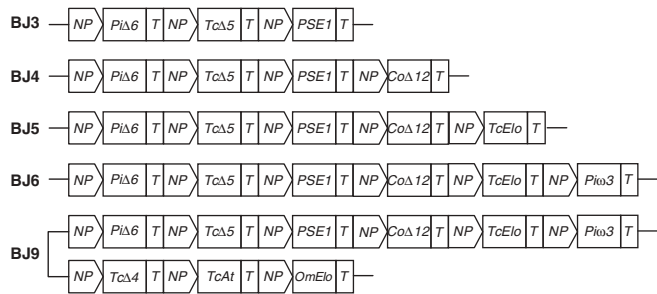 BJ3 NP PiΔ6 T NP TcΔ5 T NP PSE1 T
BJ4 NP PiΔ6 T NP TcΔ5 T NP PSE1 T NP CoΔ12 T
BJ5 NP PiΔ6 T NP TcΔ5 T NP PSE1 T NP CoΔ12 T NP TcElo T
BJ6 NP PiΔ6 T NP TcΔ5 T NP PSE1 T NP CoΔ12 T NP TcElo T NP Piω3 T
BJ9 NP PiΔ6 T NP TcΔ5 T NP PSE1 T NP CoΔ12 T NP TcElo T NP Piω3 T
NP TcΔ4 T NP TcAt T NP OmElo T